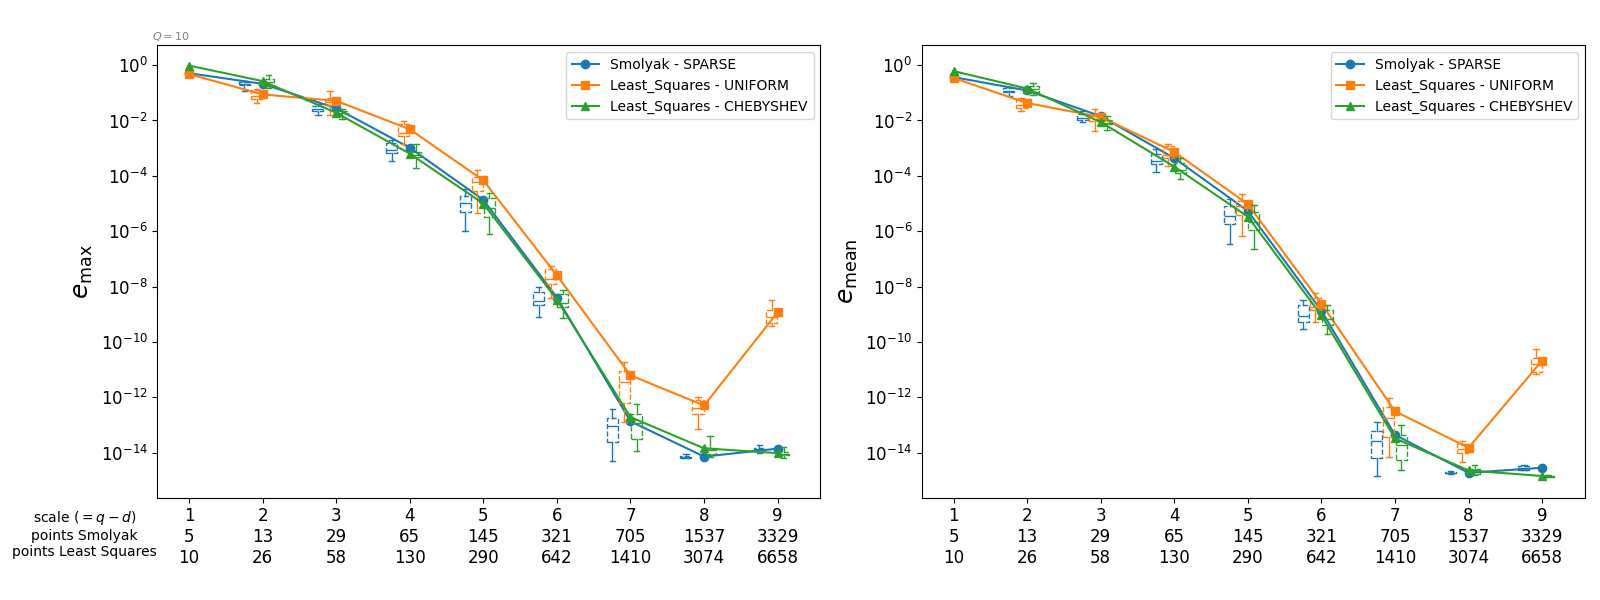 Q = 10
Smolyak - SPARSE
Least_Squares - UNIFORM
Least_Squares - CHEBYSHEV
10⁰
10⁻²
10⁻⁴
10⁻⁶
10⁻⁸
10⁻¹⁰
10⁻¹²
10⁻¹⁴
e_max
scale (= q − d) 1 2 3 4 5 6 7 8 9
points Smolyak 5 13 29 65 145 321 705 1537 3329
points Least Squares 10 26 58 130 290 642 1410 3074 6658
Smolyak - SPARSE
Least_Squares - UNIFORM
Least_Squares - CHEBYSHEV
10⁰
10⁻²
10⁻⁴
10⁻⁶
10⁻⁸
10⁻¹⁰
10⁻¹²
10⁻¹⁴
e_mean
1 2 3 4 5 6 7 8 9
5 13 29 65 145 321 705 1537 3329
10 26 58 130 290 642 1410 3074 6658